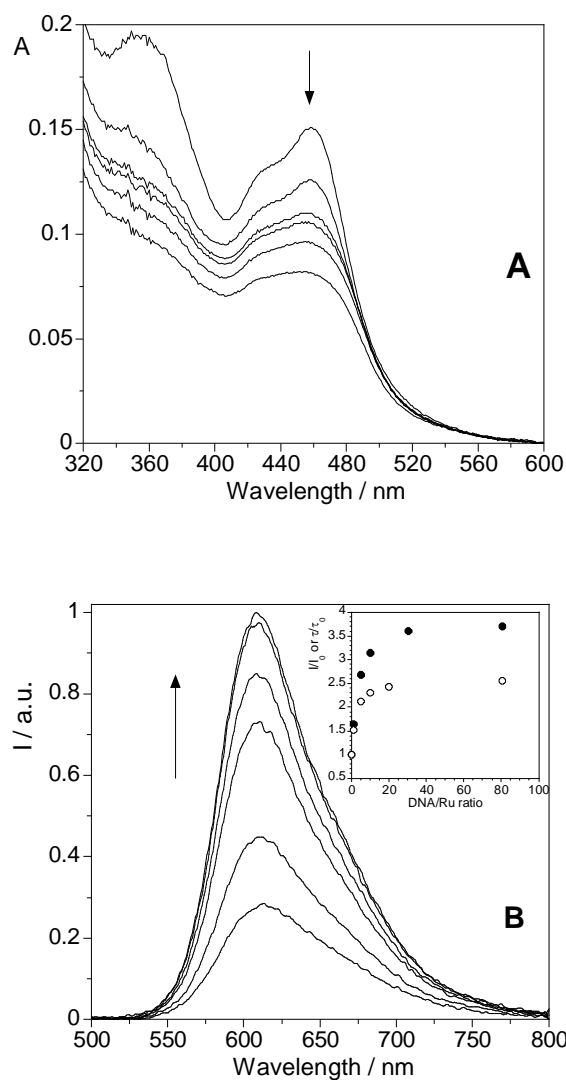 A
0.2
0.15
0.1
0.05
0
320 360 400 440 480 520 560 600
Wavelength / nm
A
I / a.u.
1
0.8
0.6
0.4
0.2
0
500 550 600 650 700 750 800
Wavelength / nm
B
I/I0 or τ/τ0
4
3.5
3
2.5
2
1.5
1
0.5
0 20 40 60 80 100
DNA/Ru ratio